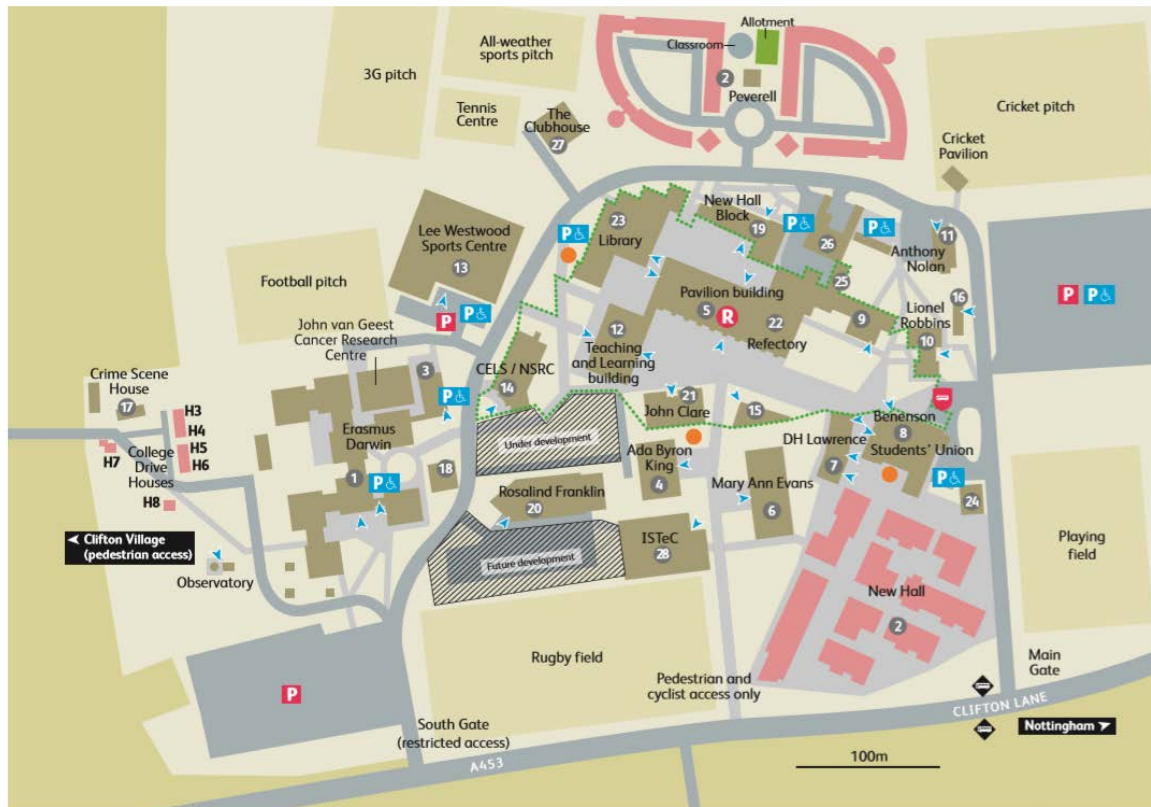 Allotment
Classroom
All-weather
sports pitch
3G pitch
2
Peverell
Tennis
Centre
The
Clubhouse
27
Cricket pitch
Cricket
Pavilion
New Hall
Block
19
23
Library
P
P
26
P
11
Anthony
Nolan
Lee Westwood
Sports Centre
13
Football pitch
25
Pavilion building
5
R
22
Refectory
9
16
Lionel
Robbins
10
P
P
P
P
John van Geest
Cancer Research
Centre
3
12
Teaching
and Learning
building
CELS / NSRC
14
P
Crime Scene
House
17
H3
H4
H5
H6
H7
College
Drive
Houses
H8
Erasmus
Darwin
1
P
18
21
John Clare
15
Benenson
8
Students' Union
DH Lawrence
7
P
24
Under development
Ada Byron
King
4
Mary Ann Evans
6
Rosalind Franklin
20
Future development
ISTeC
28
Clifton Village
(pedestrian access)
Observatory
Playing
field
New Hall
2
Rugby field
P
Pedestrian and
cyclist access only
Main
Gate
South Gate
(restricted access)
CLIFTON LANE
Nottingham
A453
100m